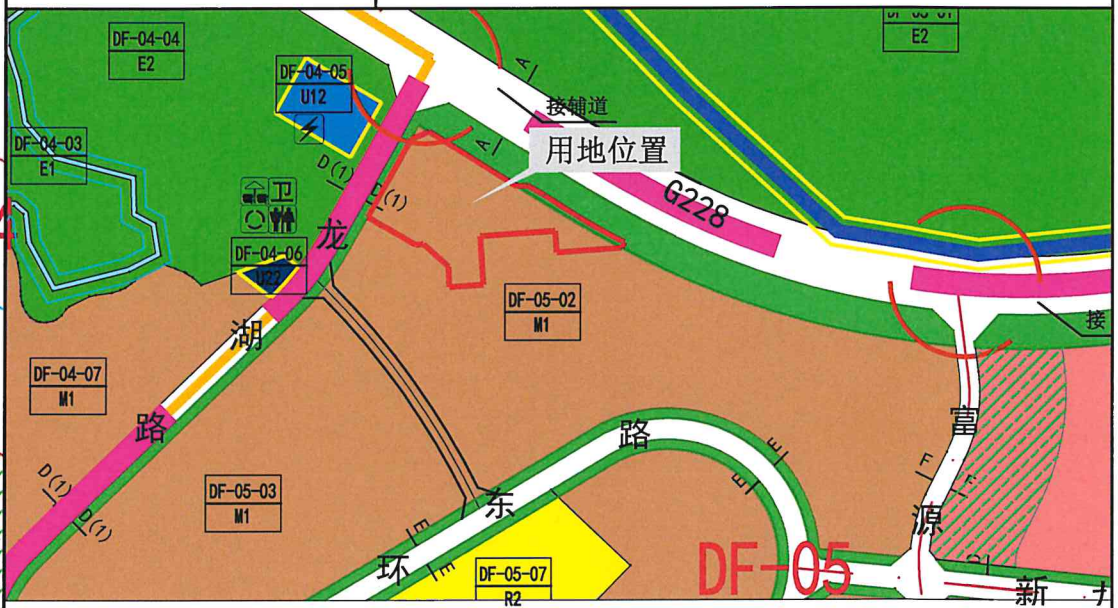 DF-04-04
E2
DF-04-05
U12
E2
A
接辅道
A
用地位置
DF-04-03
E1
D(1)
D(1)
卫
G228
龙
DF-04-06
U22
DF-05-02
M1
接
湖
DF-04-07
M1
路
路
富
E
E
F
F
D(1)
D(1)
DF-05-03
M1
东
源
E
E
环
DF-05-07
R2
DF-05
新